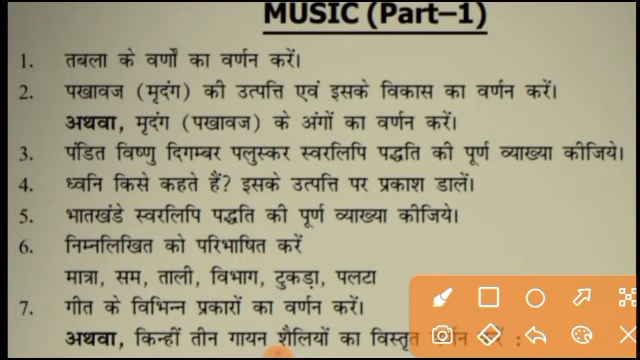 MUSIC (Part–1)
1. तबला के वर्णों का वर्णन करें।
2. पखावज (मृदंग) की उत्पत्ति एवं इसके विकास का वर्णन करें।
अथवा, मृदंग (पखावज) के अंगों का वर्णन करें।
3. पंडित विष्णु दिगम्बर पलुस्कर स्वरलिपि पद्धति की पूर्ण व्याख्या कीजिये।
4. ध्वनि किसे कहते हैं? इसके उत्पत्ति पर प्रकाश डालें।
5. भातखंडे स्वरलिपि पद्धति की पूर्ण व्याख्या कीजिये।
6. निम्नलिखित को परिभाषित करें
मात्रा, सम, ताली, विभाग, टुकड़ा, पलटा
7. गीत के विभिन्न प्रकारों का वर्णन करें।
अथवा, किन्हीं तीन गायन शैलियों का विस्तृत करें :